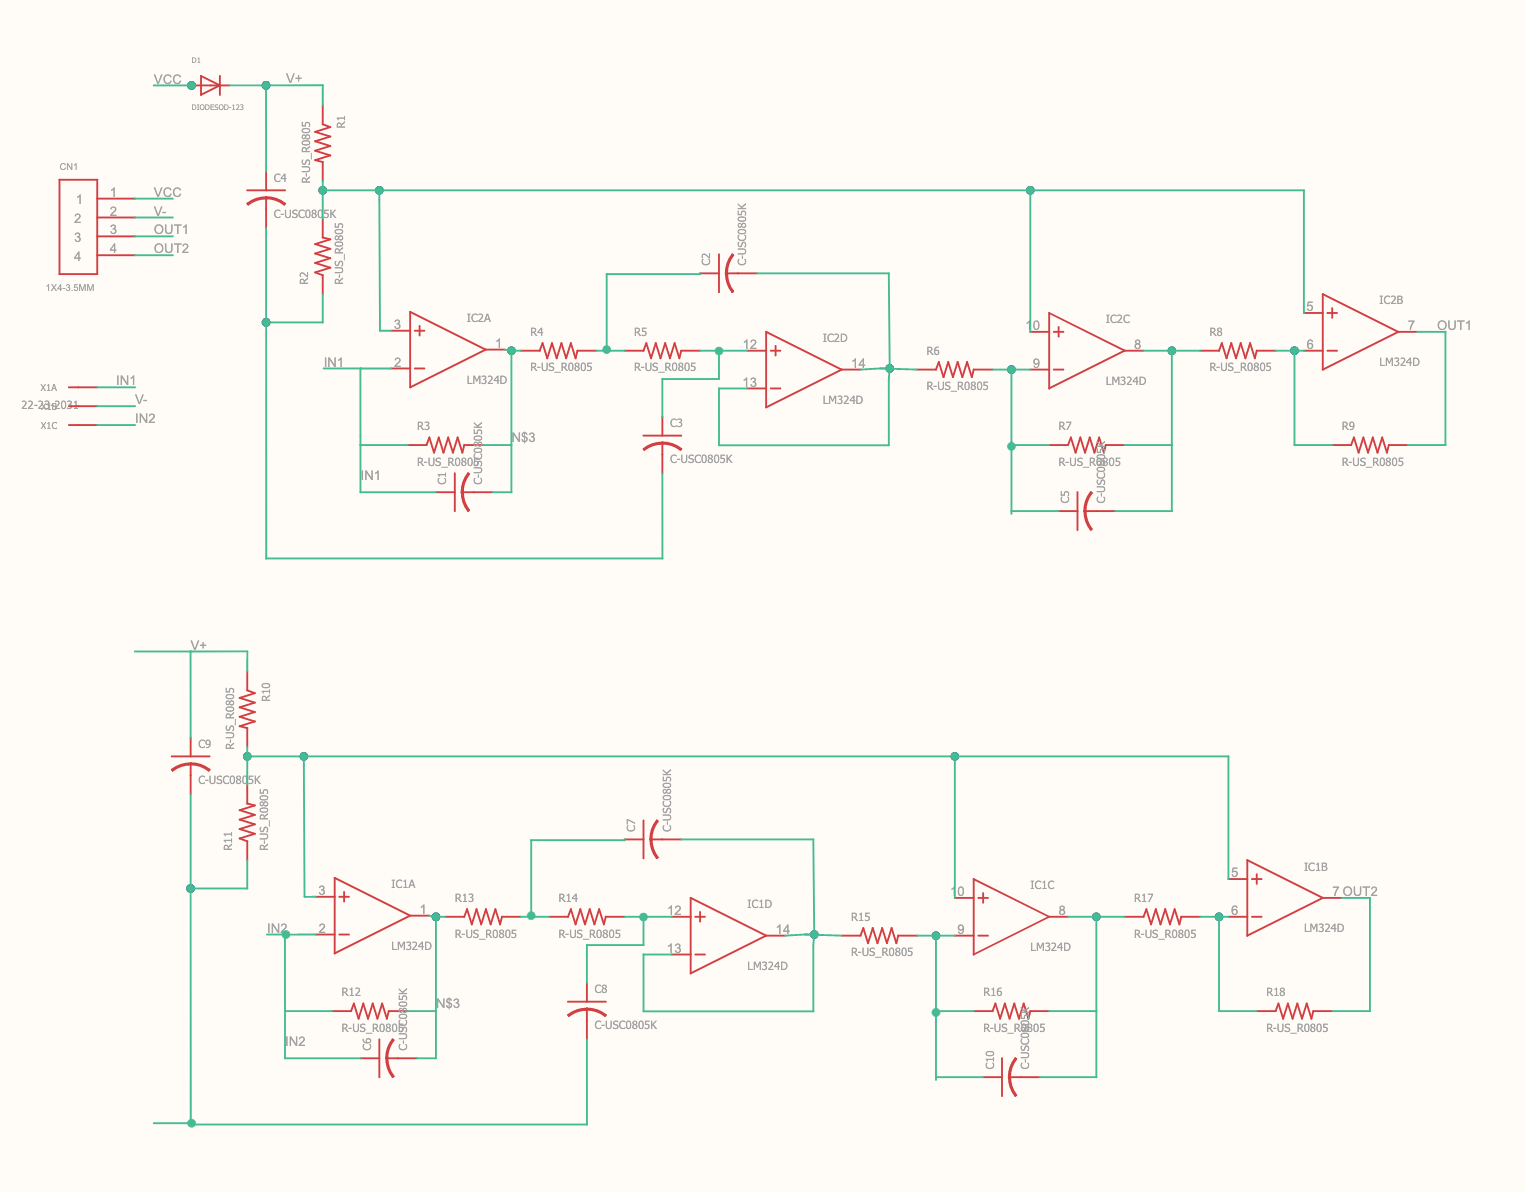 D1
VCC
V+
DIODESOD-123
R1
R-US_R0805
CN1
1 1 VCC
2 2 V-
3 3 OUT1
4 4 OUT2
1X4-3.5MM
C4
C-USC0805K
R2
R-US_R0805
C2
C-USC0805K
3
IC2A
1
IN1
2
LM324D
R4
R-US_R0805
R5
R-US_R0805
12
IC2D
14
13
LM324D
R6
R-US_R0805
10
IC2C
8
9
LM324D
R8
R-US_R0805
5
IC2B
7
OUT1
6
LM324D
X1A IN1
22-23-2031
X1B V-
X1C IN2
R3
R-US_R0805
N$3
IN1
C1
C-USC0805K
C3
C-USC0805K
R7
R-US_R0805
C5
C-USC0805K
R9
R-US_R0805
V+
R10
R-US_R0805
C9
C-USC0805K
R11
R-US_R0805
C7
C-USC0805K
3
IC1A
1
IN2
2
LM324D
R13
R-US_R0805
R14
R-US_R0805
12
IC1D
14
13
LM324D
R15
R-US_R0805
10
IC1C
8
9
LM324D
R17
R-US_R0805
5
IC1B
7 OUT2
6
LM324D
R12
R-US_R0805
N$3
IN2
C6
C-USC0805K
C8
C-USC0805K
R16
R-US_R0805
C10
C-USC0805K
R18
R-US_R0805